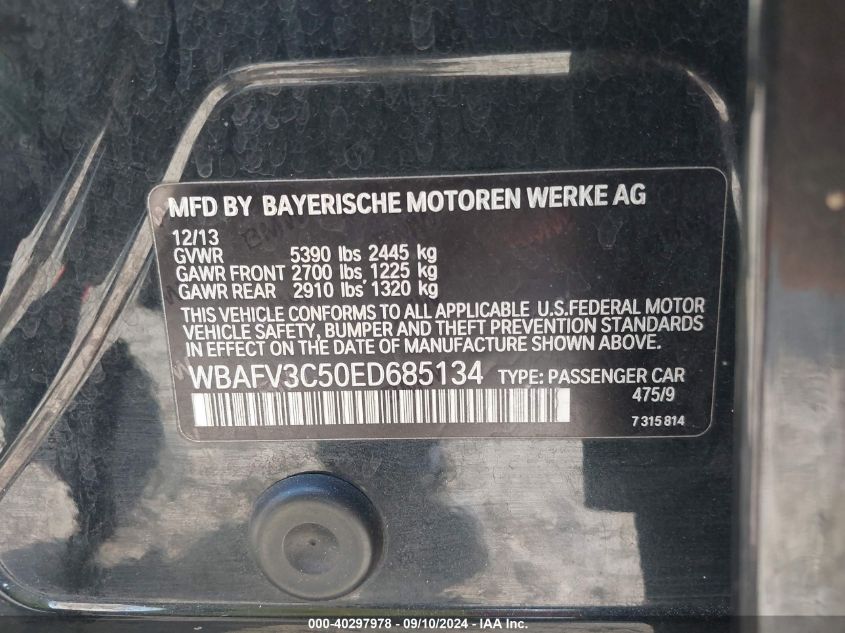 MFD BY BAYERISCHE MOTOREN WERKE AG
12/13
GVWR 5390 lbs 2445 kg
GAWR FRONT 2700 lbs 1225 kg
GAWR REAR 2910 lbs 1320 kg
THIS VEHICLE CONFORMS TO ALL APPLICABLE U.S.FEDERAL MOTOR
VEHICLE SAFETY, BUMPER AND THEFT PREVENTION STANDARDS
IN EFFECT ON THE DATE OF MANUFACTURE SHOWN ABOVE.
WBAFV3C50ED685134 TYPE: PASSENGER CAR
475/9
7 315 814
000-40297978 - 09/10/2024 - IAA Inc.